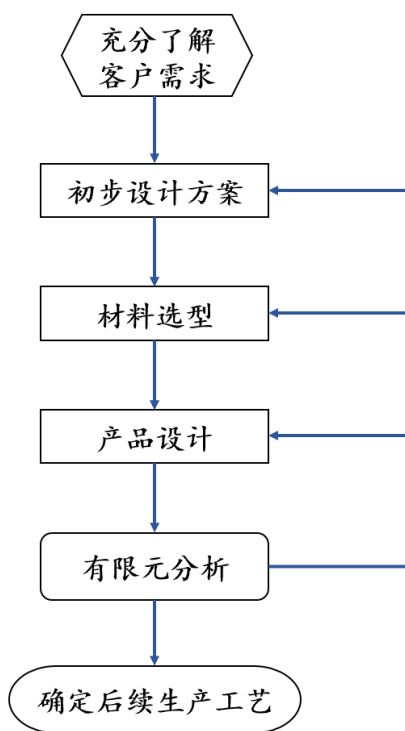 充分了解
客户需求
初步设计方案
材料选型
产品设计
有限元分析
确定后续生产工艺